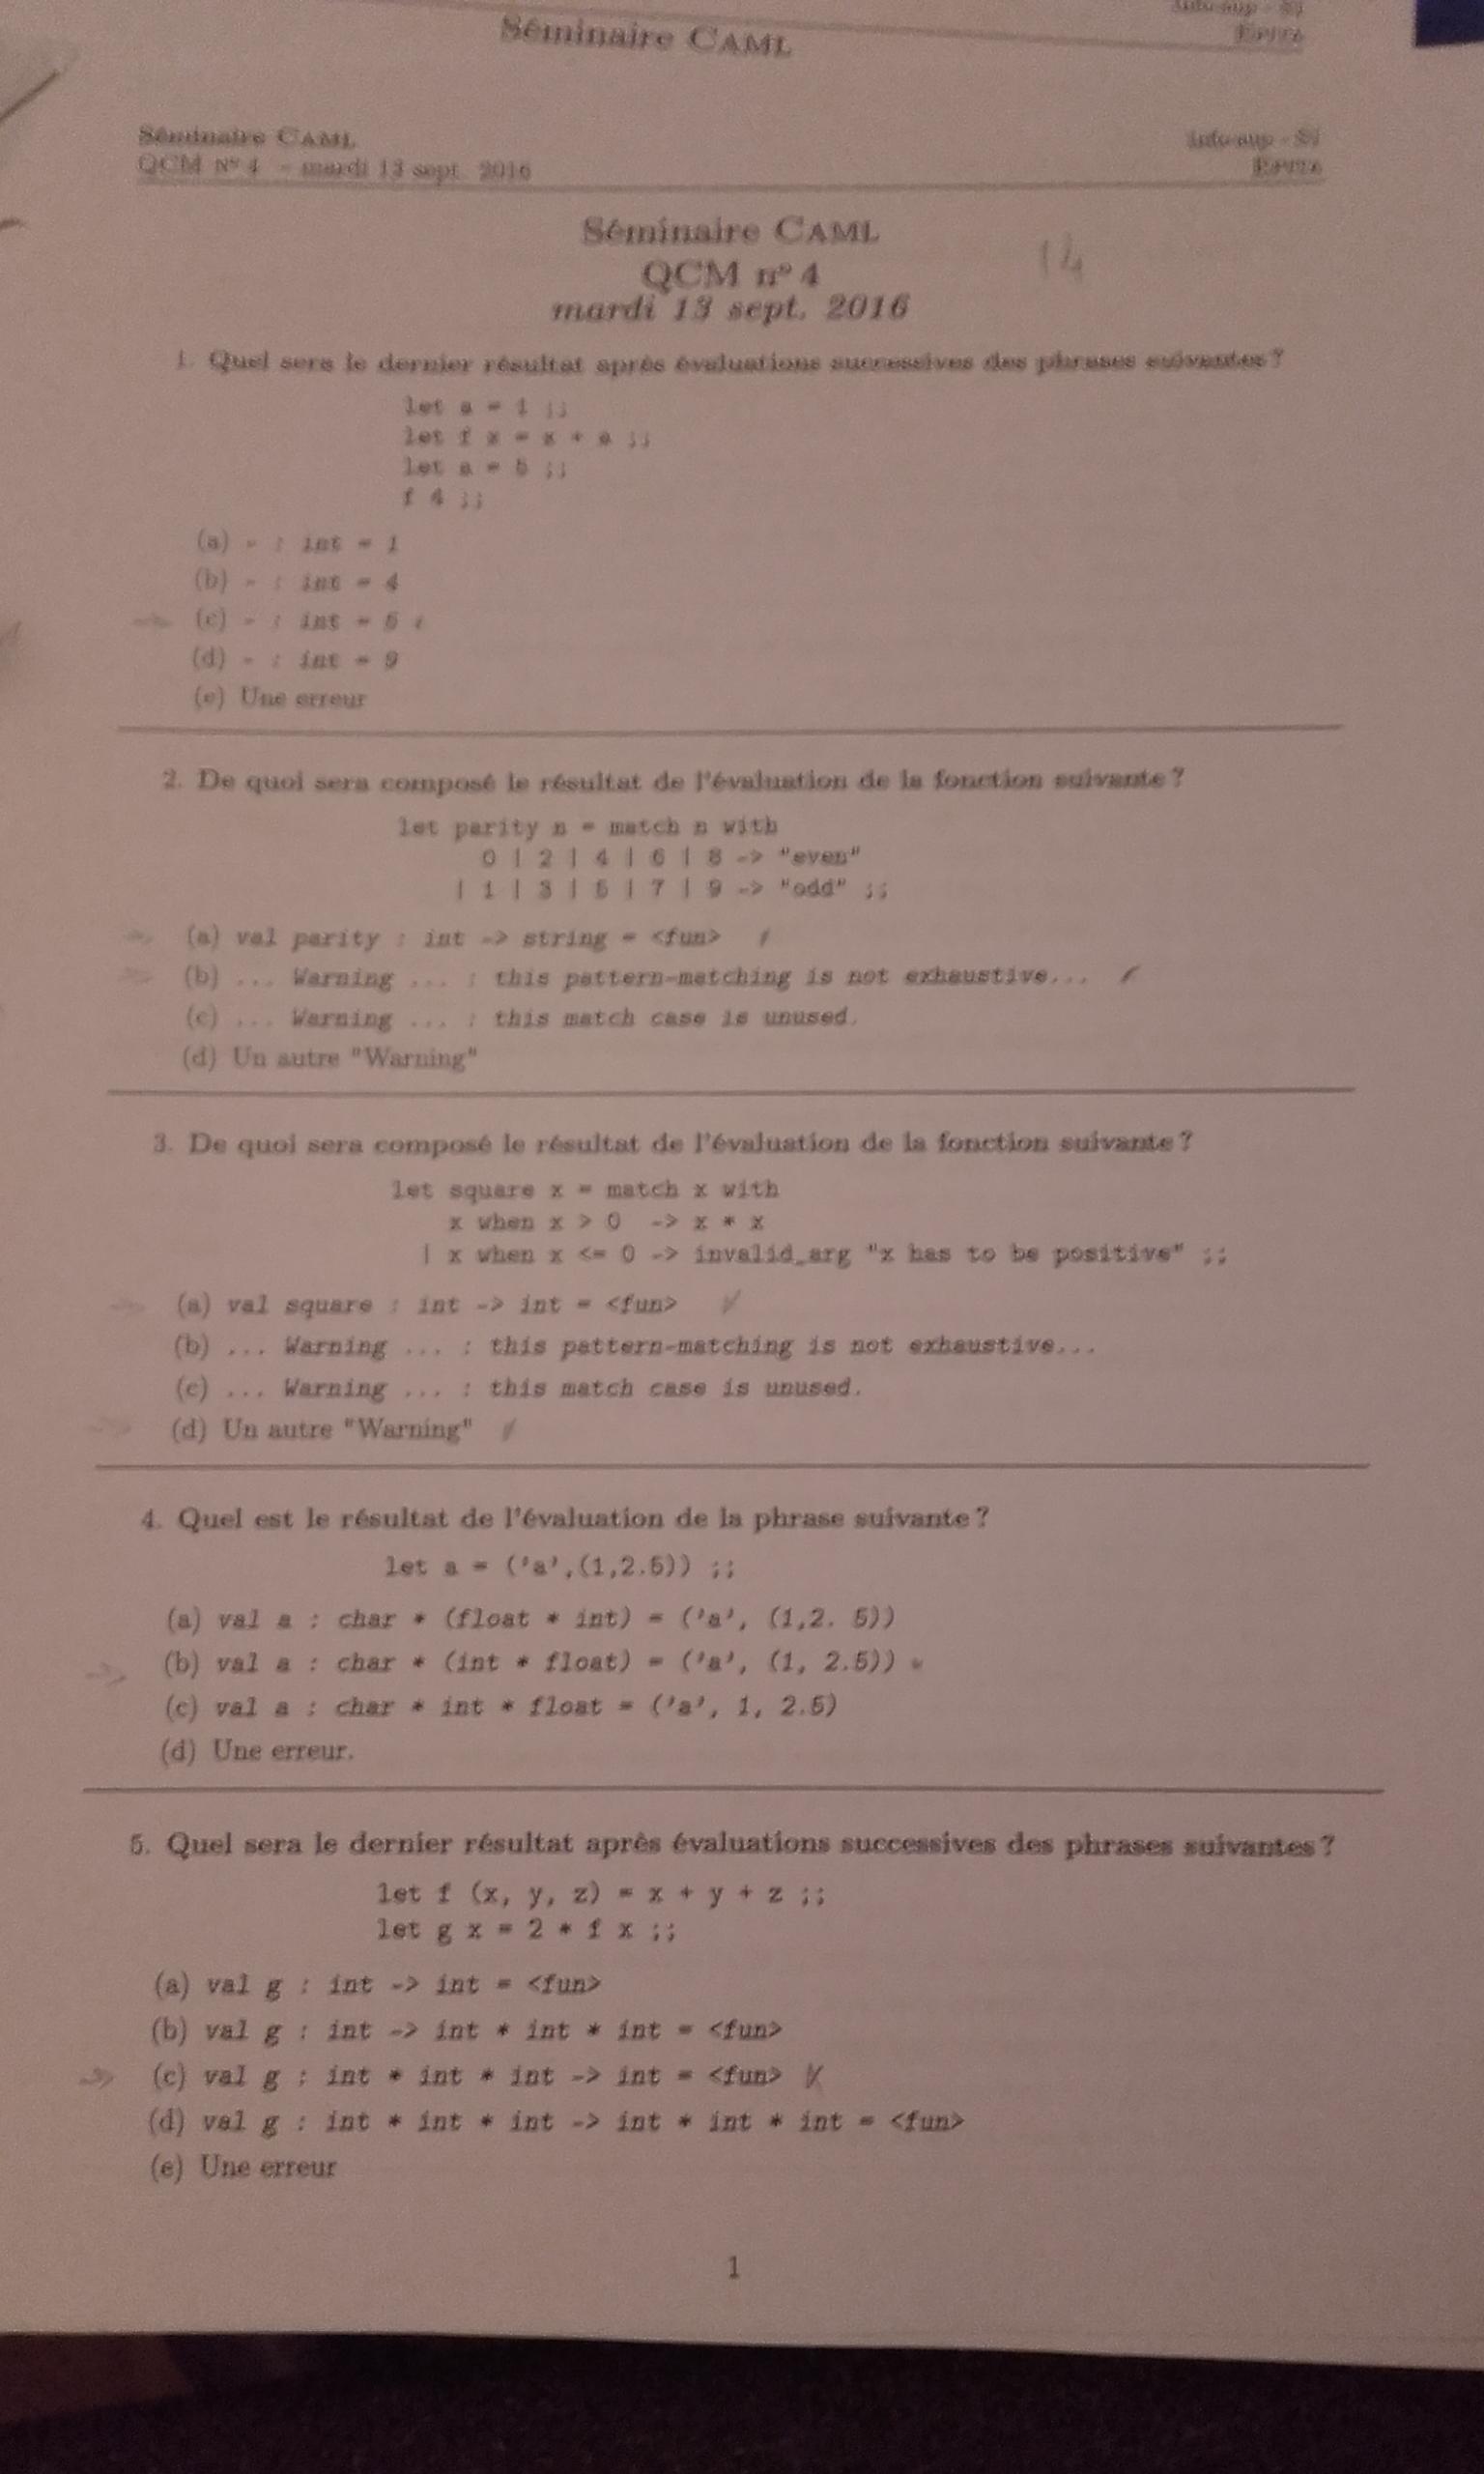 Séminaire CAML
Info-sup - S1
EPITA
Séminaire CAML
Info-sup - S1
QCM N° 4 - mardi 13 sept. 2016
EPITA
Séminaire CAML
QCM n° 4
mardi 13 sept. 2016
1. Quel sera le dernier résultat après évaluations successives des phrases suivantes ?
let a = 1 ;;
let f x = x + a ;;
let a = 5 ;;
f 4 ;;
(a) - : int = 1
(b) - : int = 4
(c) - : int = 5
(d) - : int = 9
(e) Une erreur
2. De quoi sera composé le résultat de l'évaluation de la fonction suivante ?
let parity n = match n with
0 | 2 | 4 | 6 | 8 -> "even"
| 1 | 3 | 5 | 7 | 9 -> "odd" ;;
(a) val parity : int -> string = <fun>
(b) ... Warning ... : this pattern-matching is not exhaustive...
(c) ... Warning ... : this match case is unused.
(d) Un autre "Warning"
3. De quoi sera composé le résultat de l'évaluation de la fonction suivante ?
let square x = match x with
x when x > 0 -> x * x
| x when x <= 0 -> invalid_arg "x has to be positive" ;;
(a) val square : int -> int = <fun>
(b) ... Warning ... : this pattern-matching is not exhaustive...
(c) ... Warning ... : this match case is unused.
(d) Un autre "Warning"
4. Quel est le résultat de l'évaluation de la phrase suivante ?
let a = ('a',(1,2.5)) ;;
(a) val a : char * (float * int) = ('a', (1,2. 5))
(b) val a : char * (int * float) = ('a', (1, 2.5))
(c) val a : char * int * float = ('a', 1, 2.5)
(d) Une erreur.
5. Quel sera le dernier résultat après évaluations successives des phrases suivantes ?
let f (x, y, z) = x + y + z ;;
let g x = 2 * f x ;;
(a) val g : int -> int = <fun>
(b) val g : int -> int * int * int = <fun>
(c) val g : int * int * int -> int = <fun>
(d) val g : int * int * int -> int * int * int = <fun>
(e) Une erreur
1